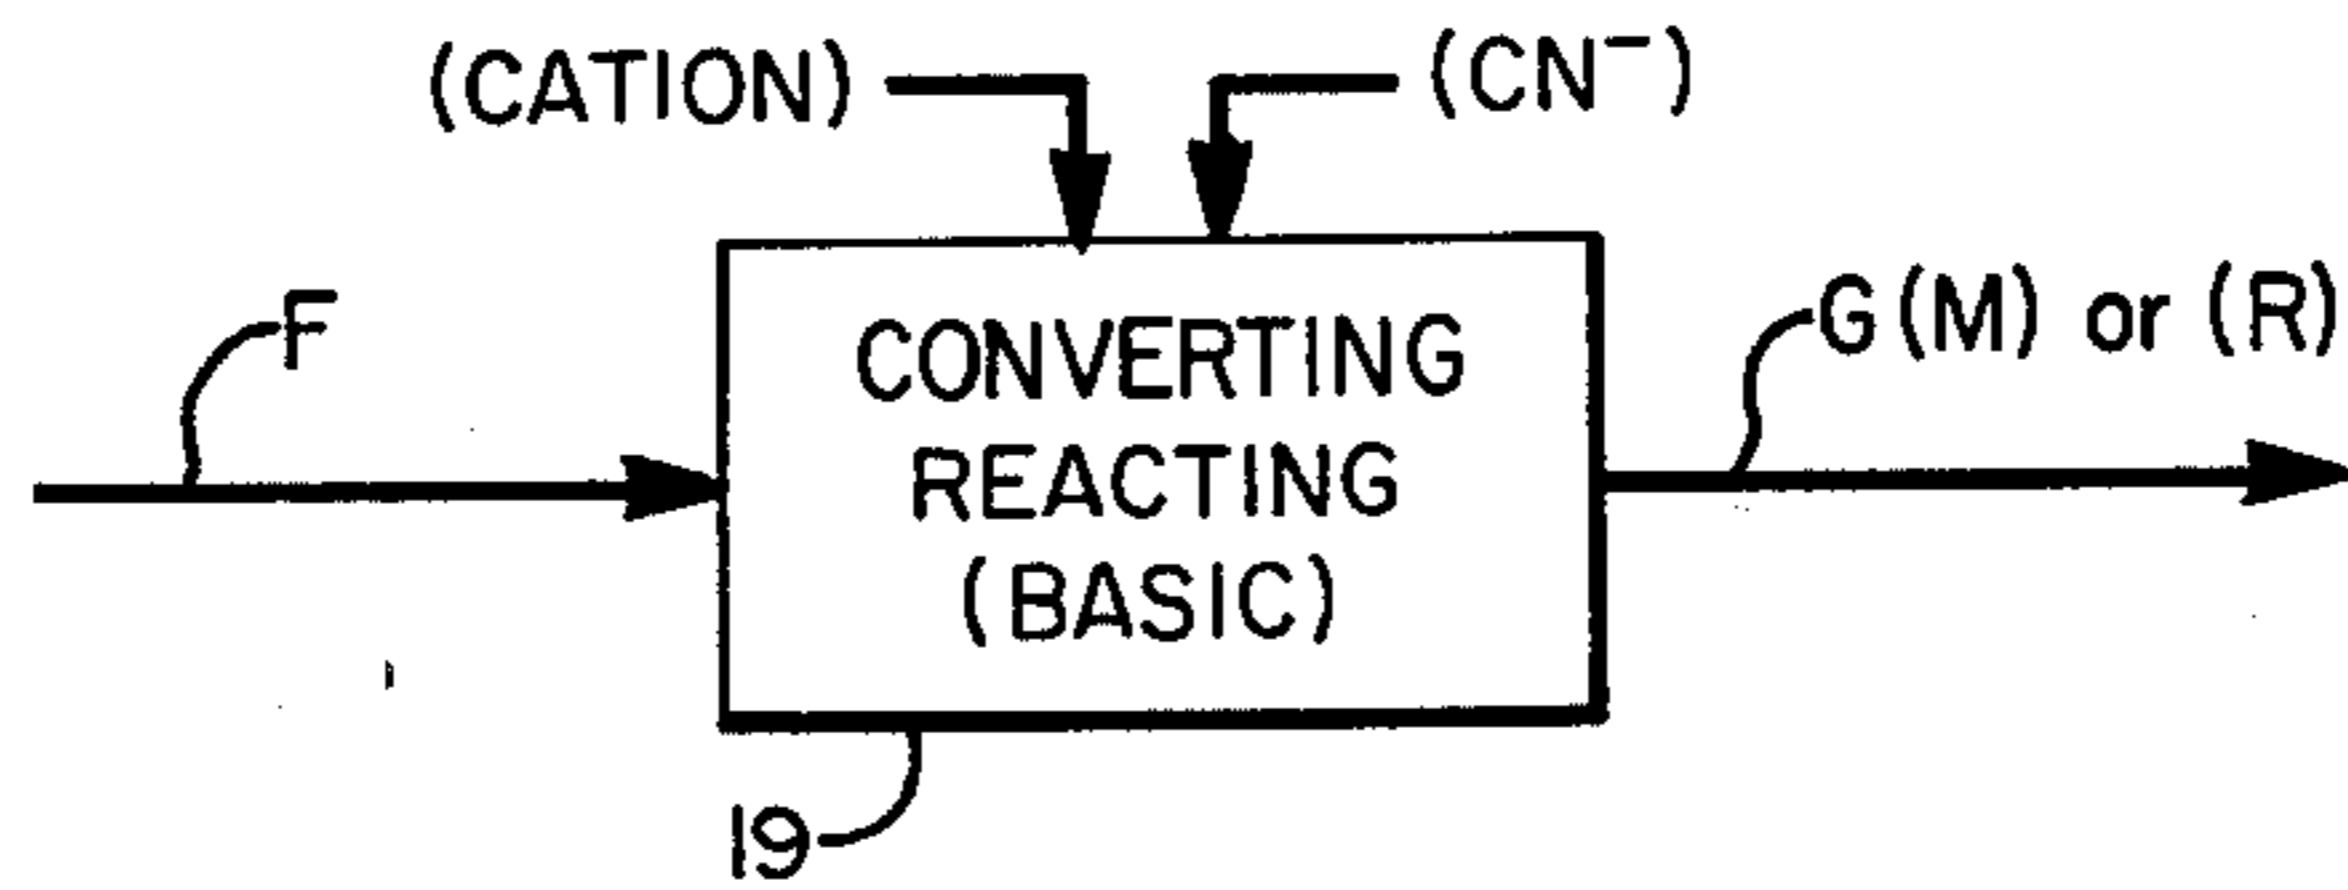 (CATION)
(CN⁻)
F
G(M) or (R)
CONVERTING
REACTING
(BASIC)
19